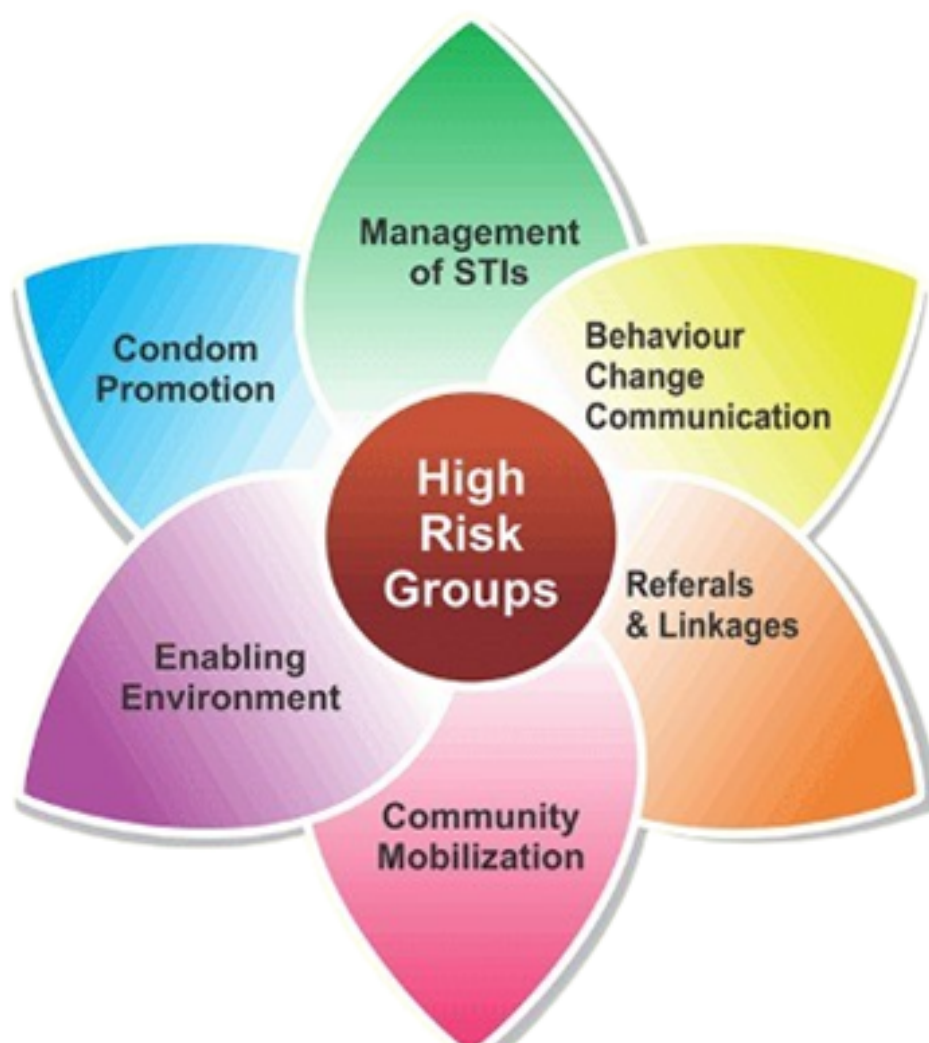 Management
of STIs
Behaviour
Change
Communication
Referals
& Linkages
Community
Mobilization
Enabling
Environment
Condom
Promotion
High
Risk
Groups